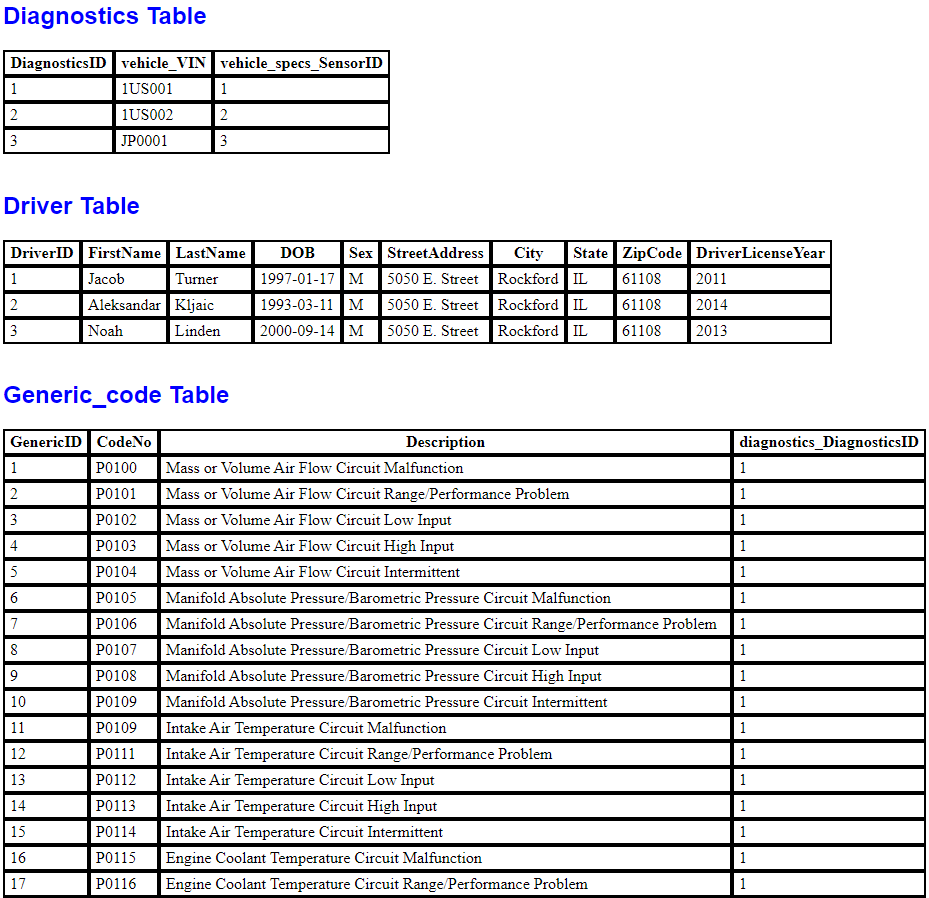 Diagnostics Table
DiagnosticsID vehicle_VIN vehicle_specs_SensorID
1 1US001 1
2 1US002 2
3 JP0001 3
Driver Table
DriverID FirstName LastName DOB Sex StreetAddress City State ZipCode DriverLicenseYear
1 Jacob Turner 1997-01-17 M 5050 E. Street Rockford IL 61108 2011
2 Aleksandar Kljaic 1993-03-11 M 5050 E. Street Rockford IL 61108 2014
3 Noah Linden 2000-09-14 M 5050 E. Street Rockford IL 61108 2013
Generic_code Table
GenericID CodeNo Description diagnostics_DiagnosticsID
1 P0100 Mass or Volume Air Flow Circuit Malfunction 1
2 P0101 Mass or Volume Air Flow Circuit Range/Performance Problem 1
3 P0102 Mass or Volume Air Flow Circuit Low Input 1
4 P0103 Mass or Volume Air Flow Circuit High Input 1
5 P0104 Mass or Volume Air Flow Circuit Intermittent 1
6 P0105 Manifold Absolute Pressure/Barometric Pressure Circuit Malfunction 1
7 P0106 Manifold Absolute Pressure/Barometric Pressure Circuit Range/Performance Problem 1
8 P0107 Manifold Absolute Pressure/Barometric Pressure Circuit Low Input 1
9 P0108 Manifold Absolute Pressure/Barometric Pressure Circuit High Input 1
10 P0109 Manifold Absolute Pressure/Barometric Pressure Circuit Intermittent 1
11 P0109 Intake Air Temperature Circuit Malfunction 1
12 P0111 Intake Air Temperature Circuit Range/Performance Problem 1
13 P0112 Intake Air Temperature Circuit Low Input 1
14 P0113 Intake Air Temperature Circuit High Input 1
15 P0114 Intake Air Temperature Circuit Intermittent 1
16 P0115 Engine Coolant Temperature Circuit Malfunction 1
17 P0116 Engine Coolant Temperature Circuit Range/Performance Problem 1